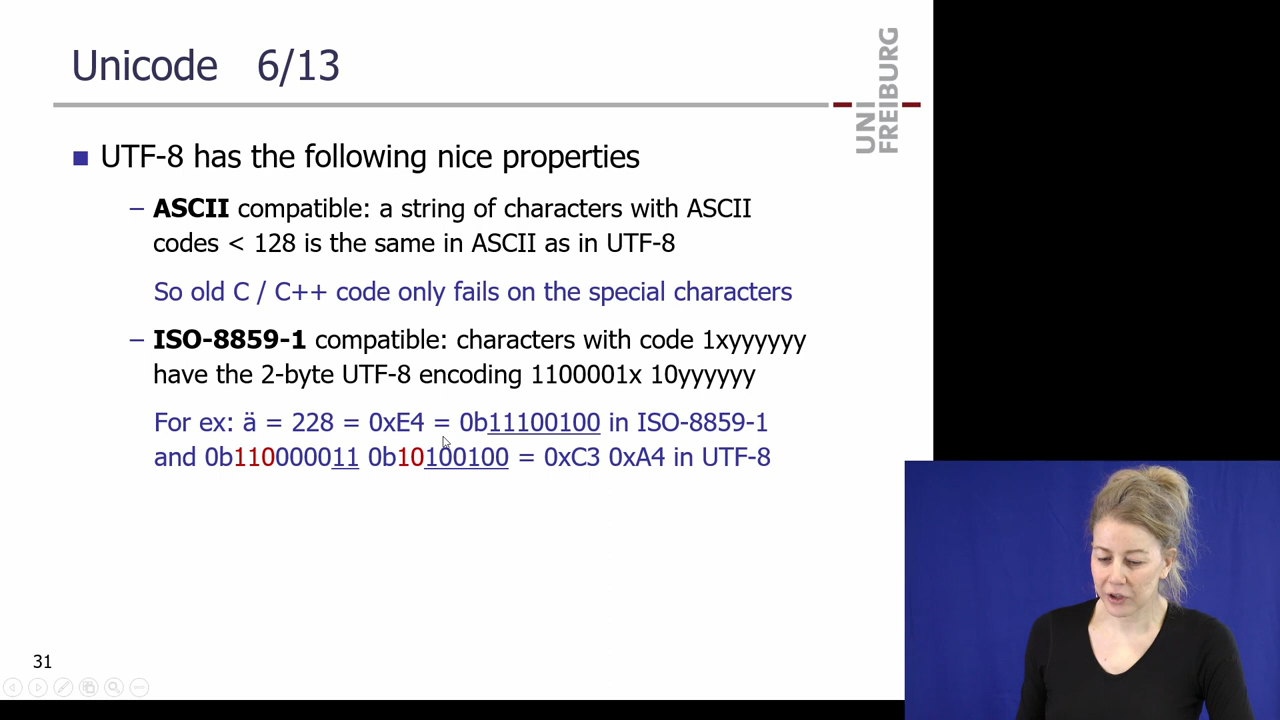 Unicode 6/13
UNI
FREIBURG
■ UTF-8 has the following nice properties
– ASCII compatible: a string of characters with ASCII
codes < 128 is the same in ASCII as in UTF-8
So old C / C++ code only fails on the special characters
– ISO-8859-1 compatible: characters with code 1xyyyyyy
have the 2-byte UTF-8 encoding 1100001x 10yyyyyy
For ex: ä = 228 = 0xE4 = 0b11100100 in ISO-8859-1
and 0b110000011 0b10100100 = 0xC3 0xA4 in UTF-8
31